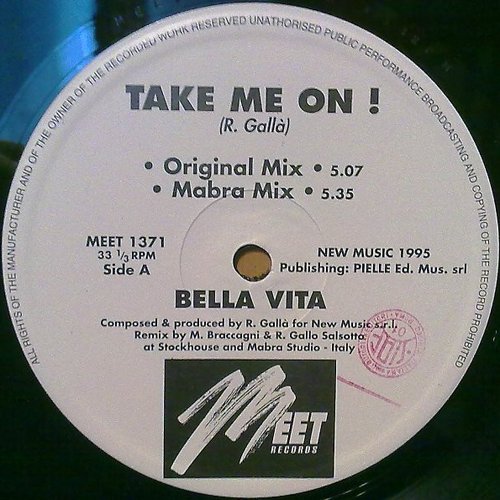 ALL RIGHTS OF THE MANUFACTURER AND OF THE OWNER OF THE RECORDED WORK RESERVED UNATHORISED PUBLIC PERFORMANCE BROADCASTING AND COPYING OF THE RECORD PROHIBITED
TAKE ME ON !
(R. Gallà)
• Original Mix • 5.07
• Mabra Mix • 5.35
MEET 1371
33 1/3 RPM
Side A
NEW MUSIC 1995
Publishing: PIELLE Ed. Mus. srl
BELLA VITA
Composed & produced by R. Gallà for New Music s.r.l.
Remix by M. Braccagni & R. Gallo Salsotto
at Stockhouse and Mabra Studio - Italy
MEET
RECORDS